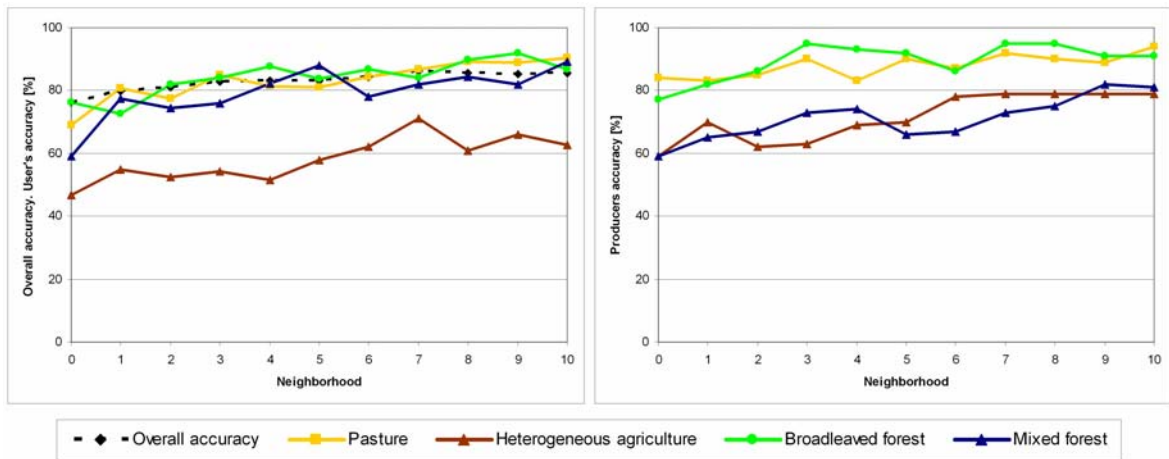 Overall accuracy. User's accuracy [%]
100
80
60
40
20
0
0 1 2 3 4 5 6 7 8 9 10
Neighborhood
Producers accuracy [%]
100
80
60
40
20
0
0 1 2 3 4 5 6 7 8 9 10
Neighborhood
Overall accuracy Pasture Heterogeneous agriculture Broadleaved forest Mixed forest